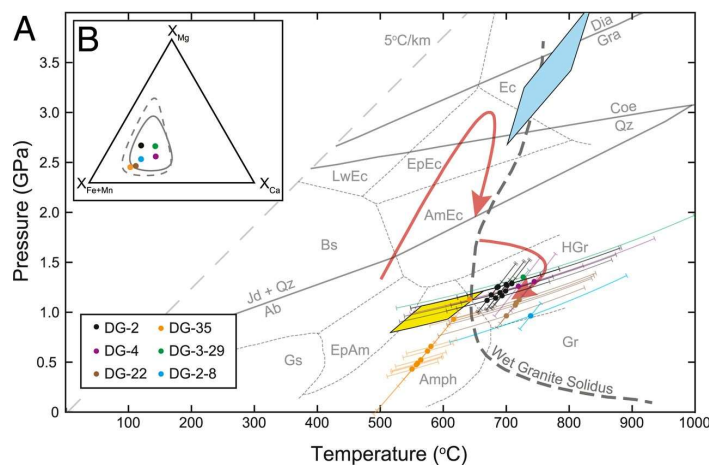 A
B
X Mg
X Fe+Mn
X Ca
5°C/km
Dia
Gra
Ec
Coe
Qz
EpEc
LwEc
AmEc
Bs
HGr
Jd + Qz
Ab
Gs
EpAm
Amph
Gr
Wet Granite Solidus
DG-2
DG-35
DG-4
DG-3-29
DG-22
DG-2-8
Pressure (GPa)
3.5
3.0
2.5
2.0
1.5
1.0
0.5
0
100
200
300
400
500
600
700
800
900
1000
Temperature (°C)